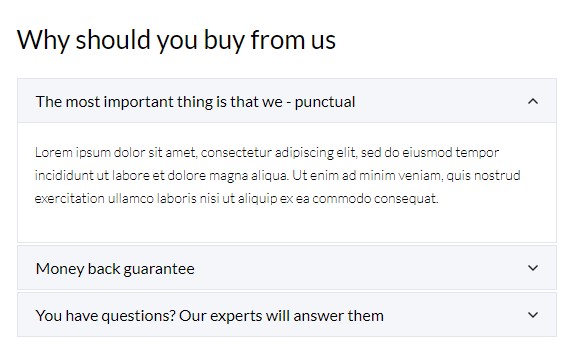 Why should you buy from us
The most important thing is that we - punctual
Lorem ipsum dolor sit amet, consectetur adipiscing elit, sed do eiusmod tempor
incididunt ut labore et dolore magna aliqua. Ut enim ad minim veniam, quis nostrud
exercitation ullamco laboris nisi ut aliquip ex ea commodo consequat.
Money back guarantee
You have questions? Our experts will answer them